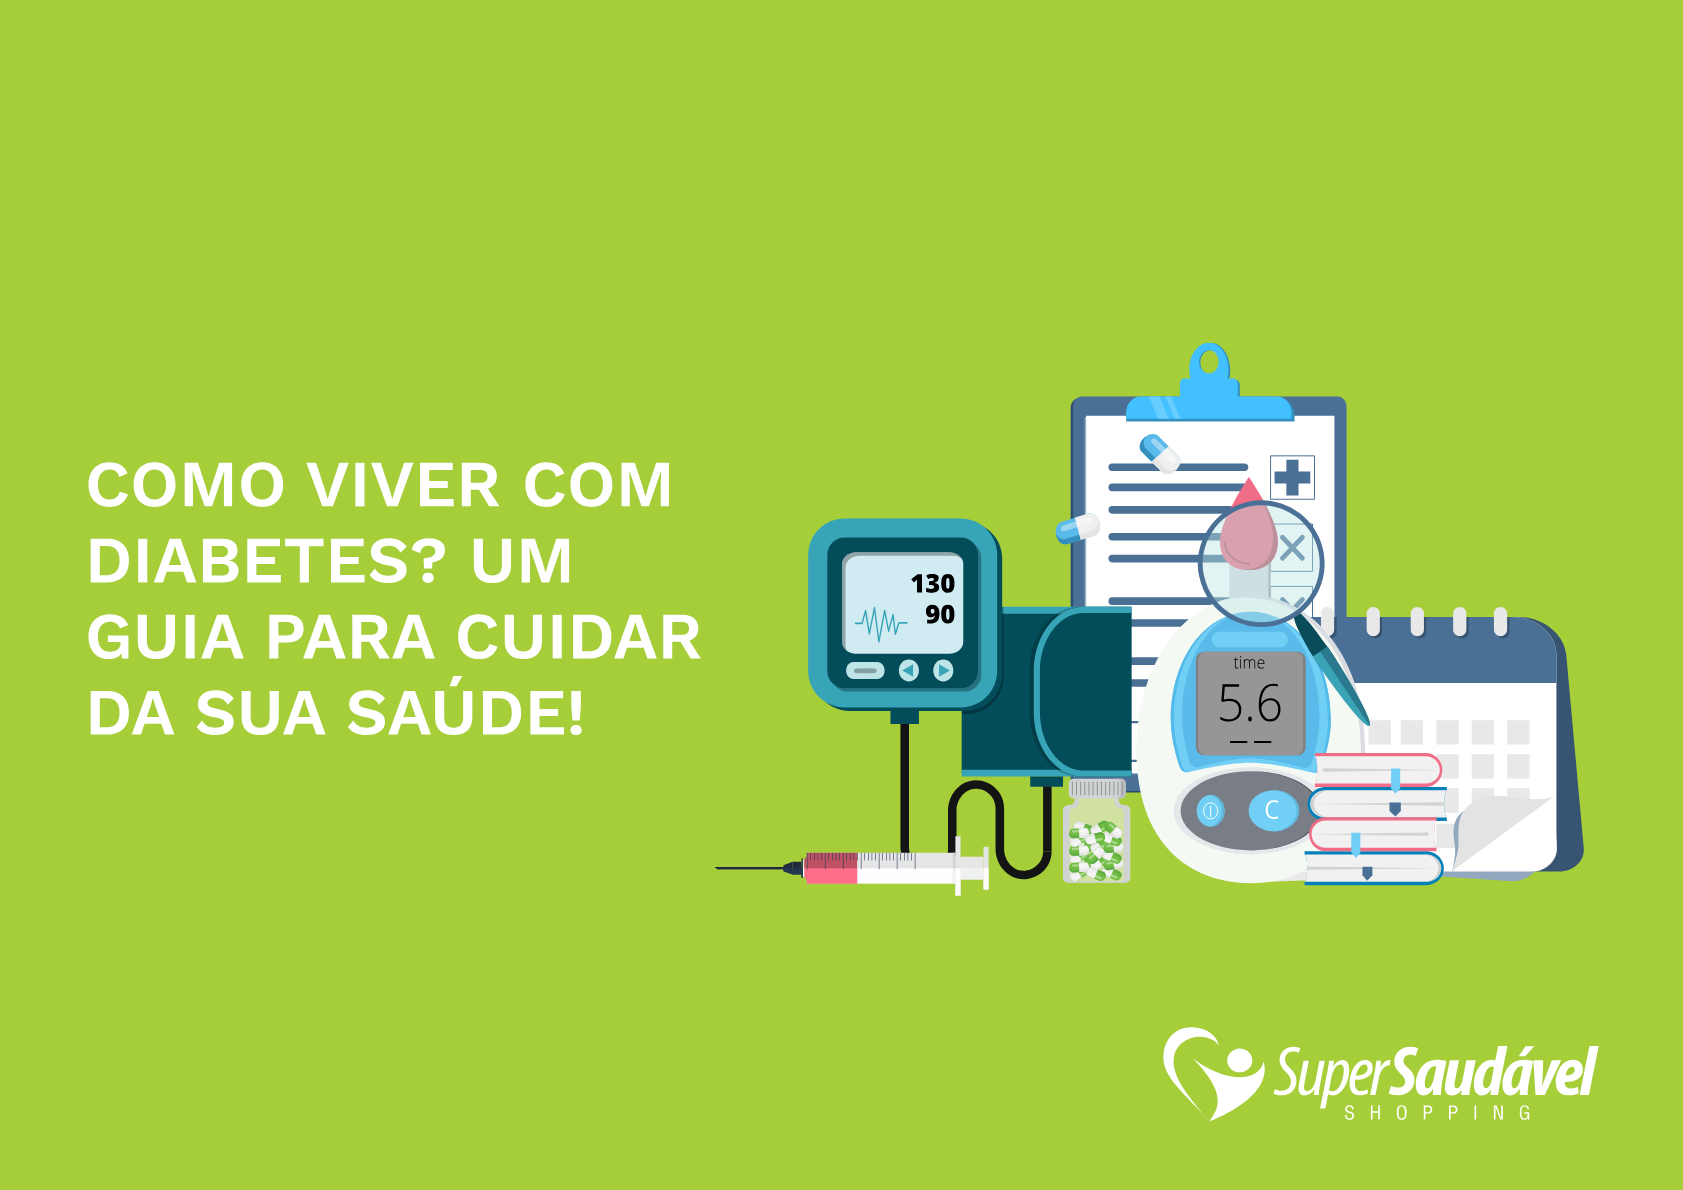 COMO VIVER COM
DIABETES? UM
GUIA PARA CUIDAR
DA SUA SAÚDE!
130
90
time
5.6
C
SuperSaudável
SHOPPING